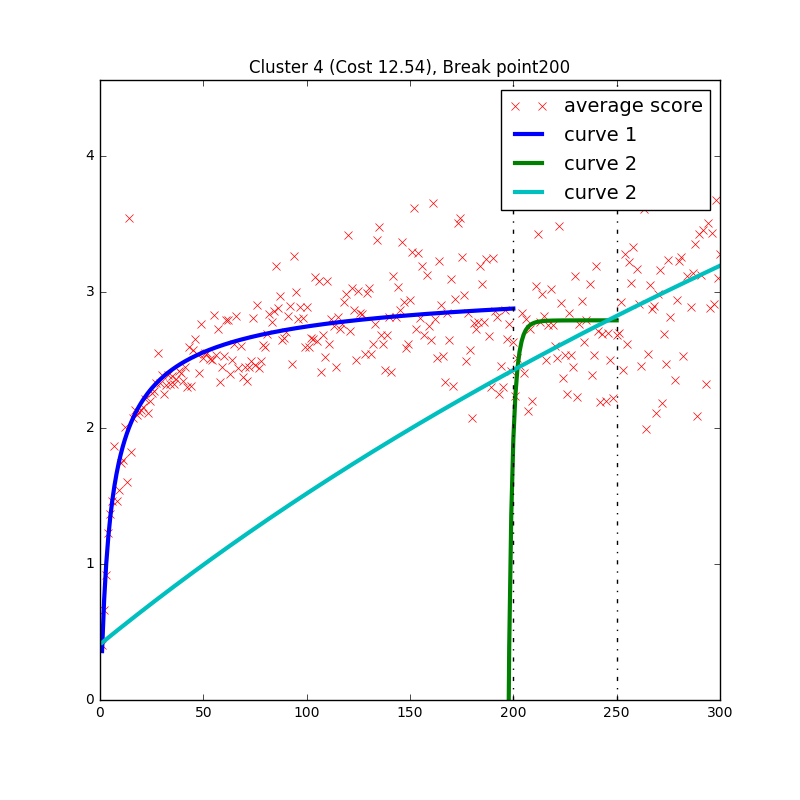 Cluster 4 (Cost 12.54), Break point200
average score
curve 1
curve 2
curve 2
4
3
2
1
0
0 50 100 150 200 250 300